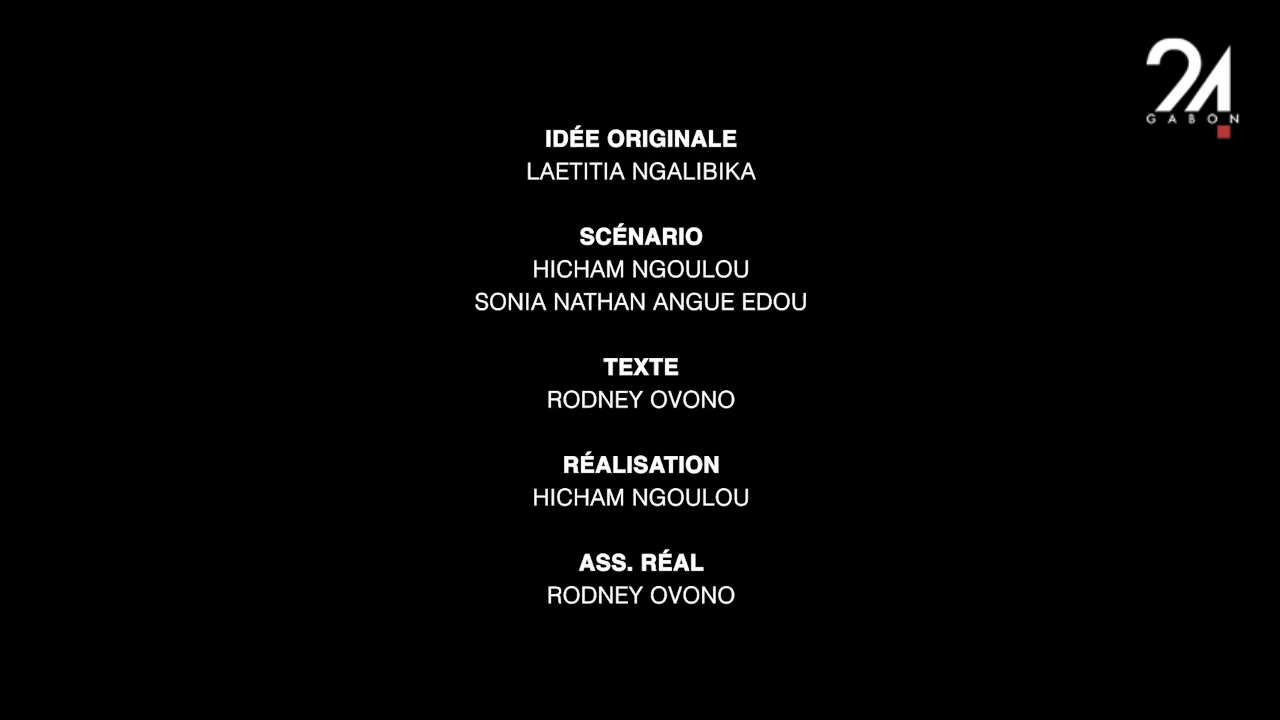 24
GABON
IDÉE ORIGINALE
LAETITIA NGALIBIKA
SCÉNARIO
HICHAM NGOULOU
SONIA NATHAN ANGUE EDOU
TEXTE
RODNEY OVONO
RÉALISATION
HICHAM NGOULOU
ASS. RÉAL
RODNEY OVONO